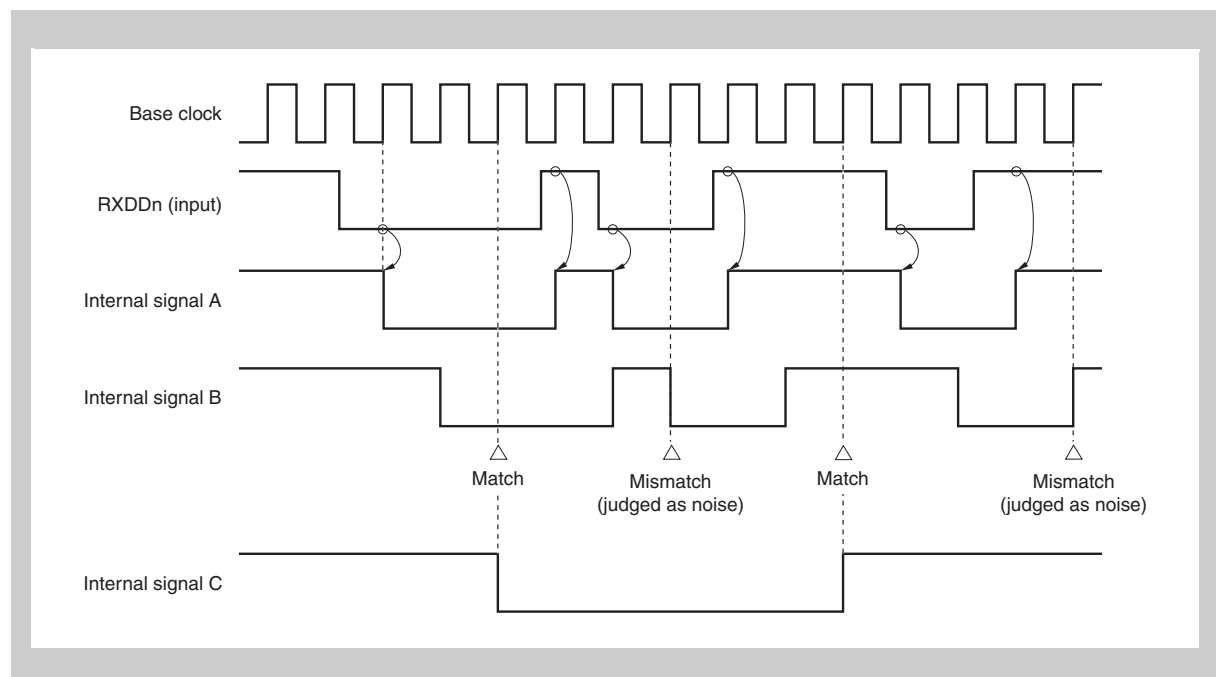 Base clock
RXDDn (input)
Internal signal A
Internal signal B
Match
Mismatch
(judged as noise)
Match
Mismatch
(judged as noise)
Internal signal C